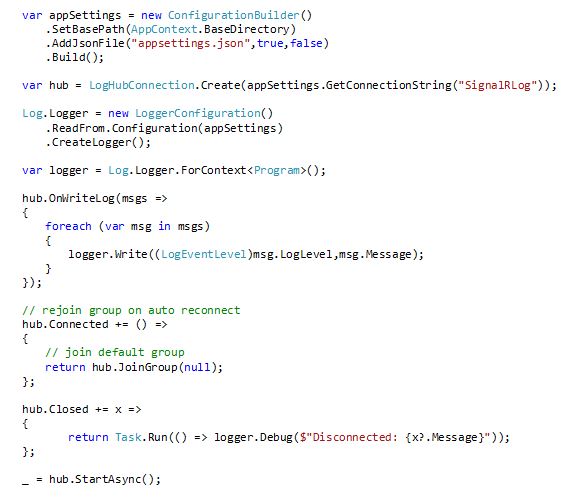 var appSettings = new ConfigurationBuilder()
    .SetBasePath(AppContext.BaseDirectory)
    .AddJsonFile("appsettings.json",true,false)
    .Build();

var hub = LogHubConnection.Create(appSettings.GetConnectionString("SignalRLog"));

Log.Logger = new LoggerConfiguration()
    .ReadFrom.Configuration(appSettings)
    .CreateLogger();

var logger = Log.Logger.ForContext<Program>();

hub.OnWriteLog(msgs =>
{
    foreach (var msg in msgs)
    {
        logger.Write((LogEventLevel)msg.LogLevel,msg.Message);
    }
});

// rejoin group on auto reconnect
hub.Connected += () =>
{
    // join default group
    return hub.JoinGroup(null);
};

hub.Closed += x =>
{
        return Task.Run(() => logger.Debug($"Disconnected: {x?.Message}"));
};

_ = hub.StartAsync();